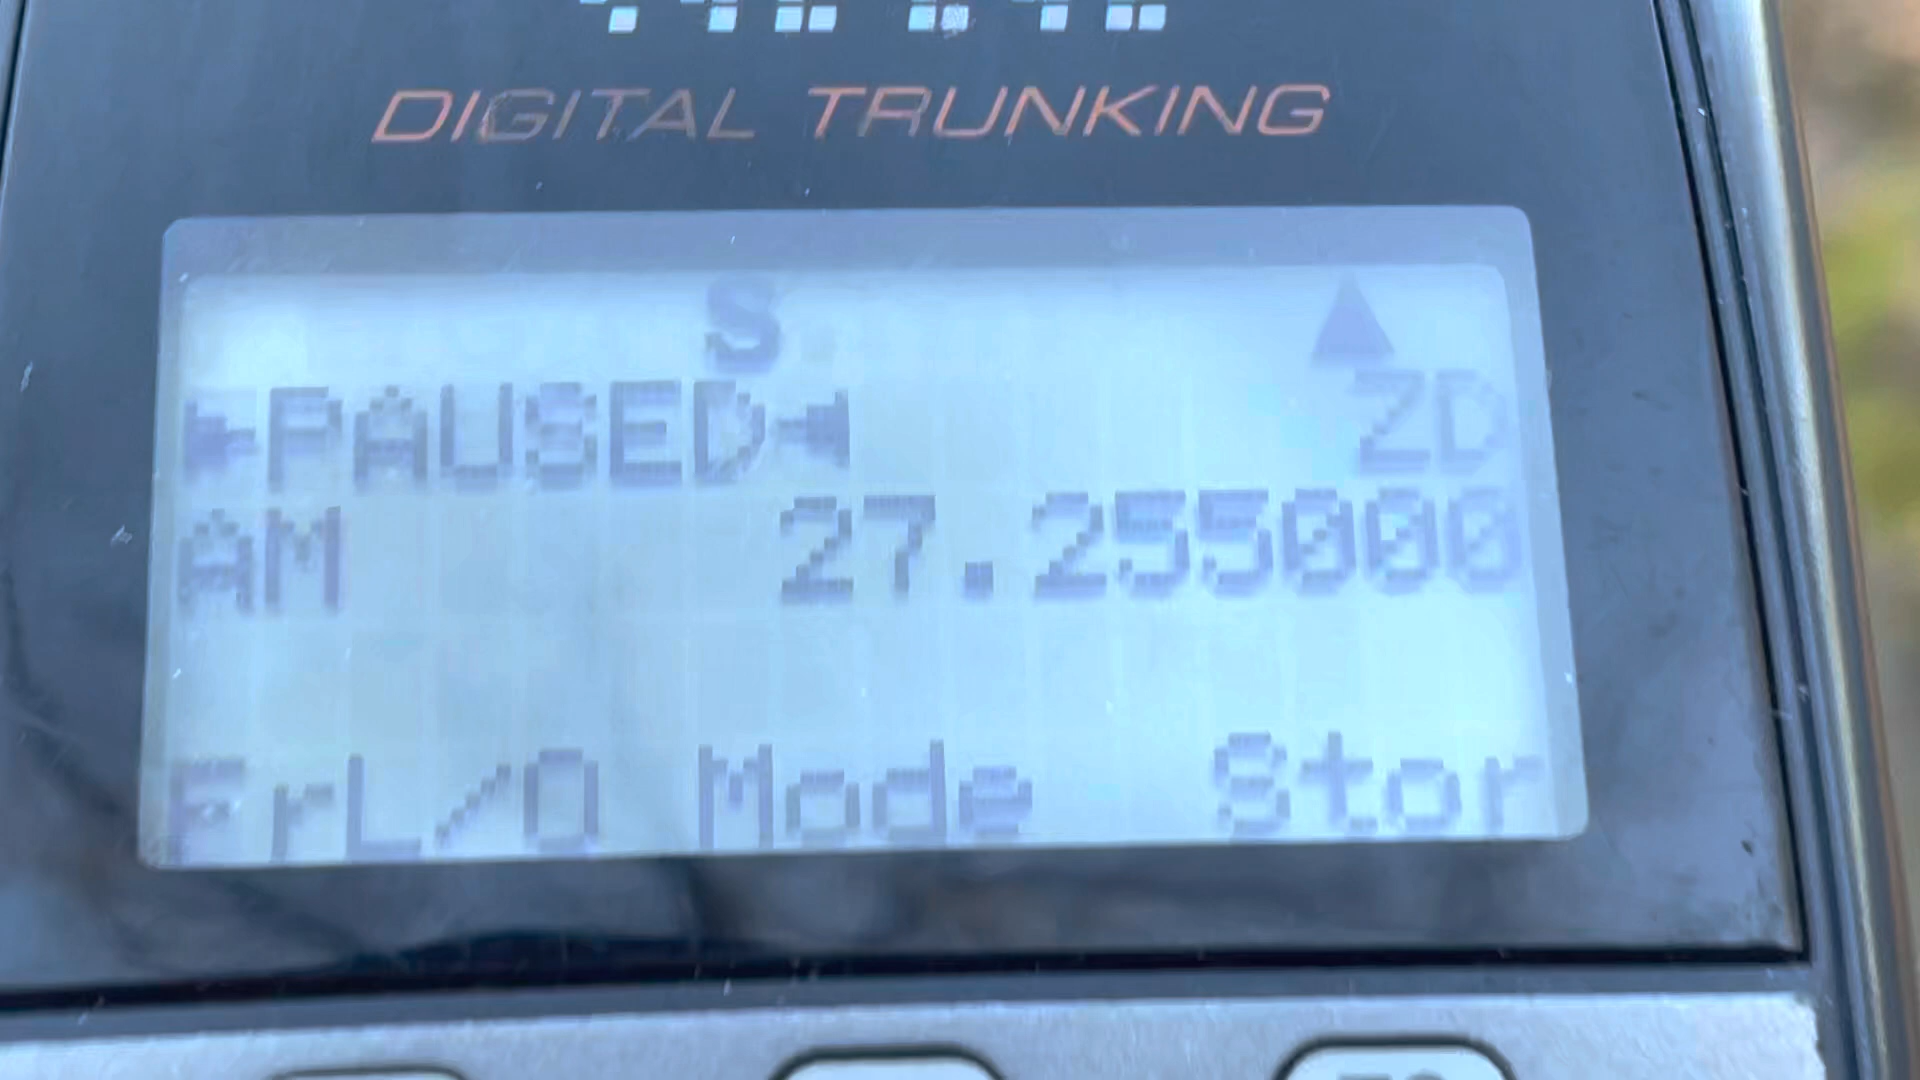 DIGITAL TRUNKING
S ▲
PAUSED ZD
AM 27.255000
FrL/O Mode Stor